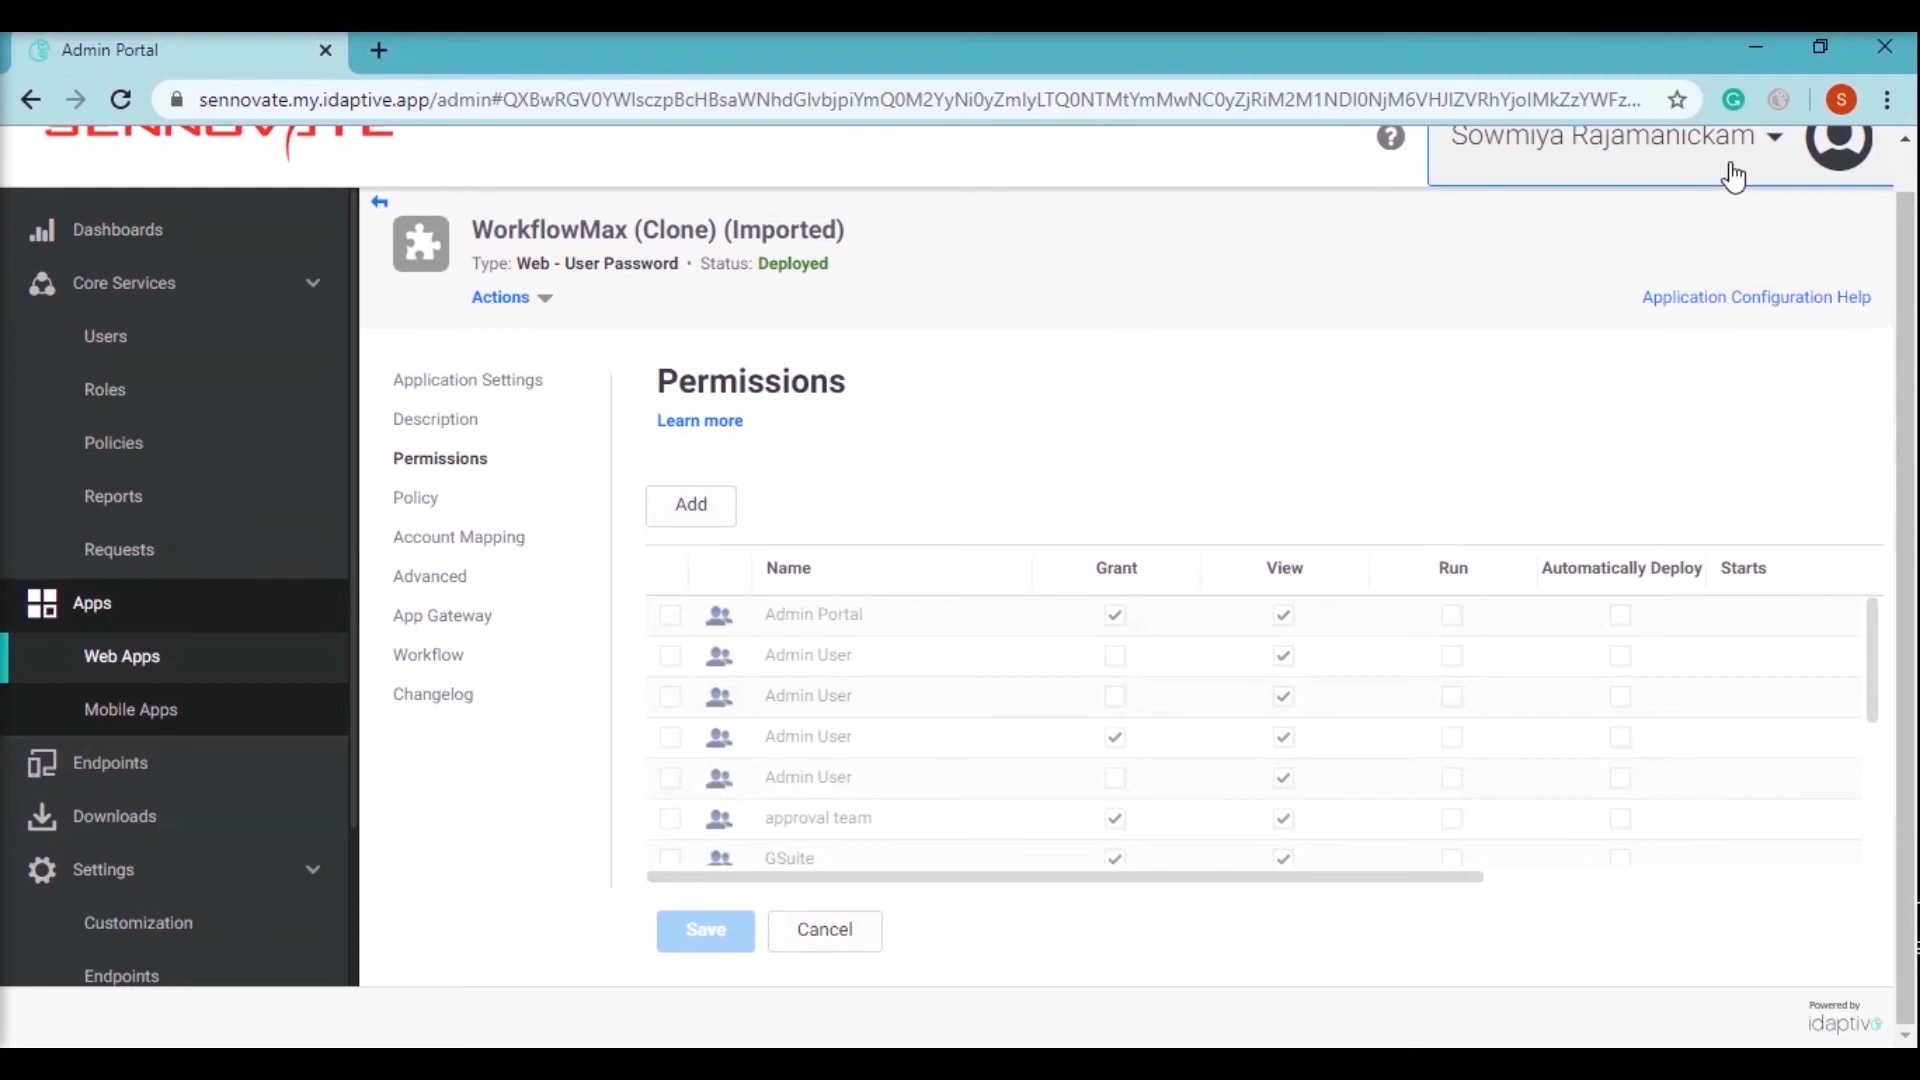 Admin Portal
sennovate.my.idaptive.app/admin#QXBwRGV0YWlsczpBcHBsaWNhdGlvbjpiYmQ0M2YyNi0yZmIyLTQ0NTMtYmMwNC0yZjRiM2M1NDI0NjM6VHJlZVRhYjoIMkZzYWFz...
S
SENNOVATE
Sowmiya Rajamanickam
Dashboards
Core Services
Users
Roles
Policies
Reports
Requests
Apps
Web Apps
Mobile Apps
Endpoints
Downloads
Settings
Customization
Endpoints
WorkflowMax (Clone) (Imported)
Type: Web - User Password • Status: Deployed
Actions
Application Configuration Help
Application Settings
Description
Permissions
Policy
Account Mapping
Advanced
App Gateway
Workflow
Changelog
Permissions
Learn more
Add
Name Grant View Run Automatically Deploy Starts
Admin Portal
Admin User
Admin User
Admin User
Admin User
approval team
GSuite
Save Cancel
Powered by
idaptive